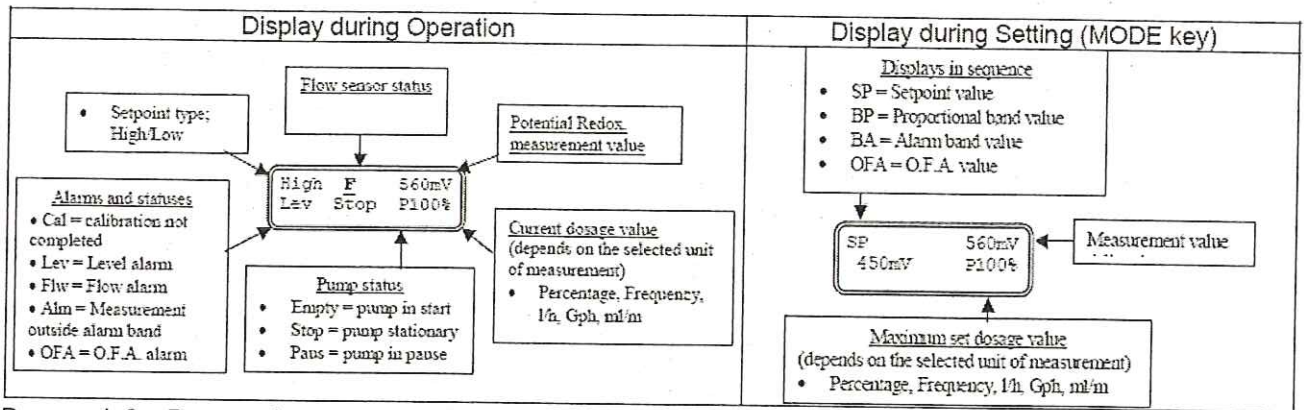 Display during Operation
Display during Setting (MODE key)
Flow sensor status
• Setpoint type;
High/Low
Potential Redox
measurement value
High F 560mV
Lev Stop P100%
Alarms and statuses
• Cal = calibration not
completed
• Lev = Level alarm
• Flw = Flow alarm
• Alm = Measurement
outside alarm band
• OFA = O.F.A. alarm
Pump status
• Empty = pump in start
• Stop = pump stationary
• Paus = pump in pause
Current dosage value
(depends on the selected unit
of measurement)
• Percentage, Frequency,
l/h, Gph, ml/m
Displays in sequence
• SP = Setpoint value
• BP = Proportional band value
• BA = Alarm band value
• OFA = O.F.A. value
SP 560mV
450mV P100%
Measurement value
Maximum set dosage value
(depends on the selected unit of measurement)
• Percentage, Frequency, l/h, Gph, ml/m